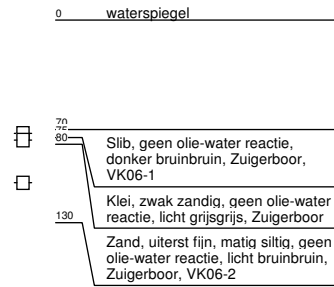 0 waterspiegel
70
75
80
Slib, geen olie-water reactie,
donker bruinbruin, Zuigerboor,
VK06-1
Klei, zwak zandig, geen olie-water
reactie, licht grijsgrijs, Zuigerboor
130
Zand, uiterst fijn, matig siltig, geen
olie-water reactie, licht bruinbruin,
Zuigerboor, VK06-2